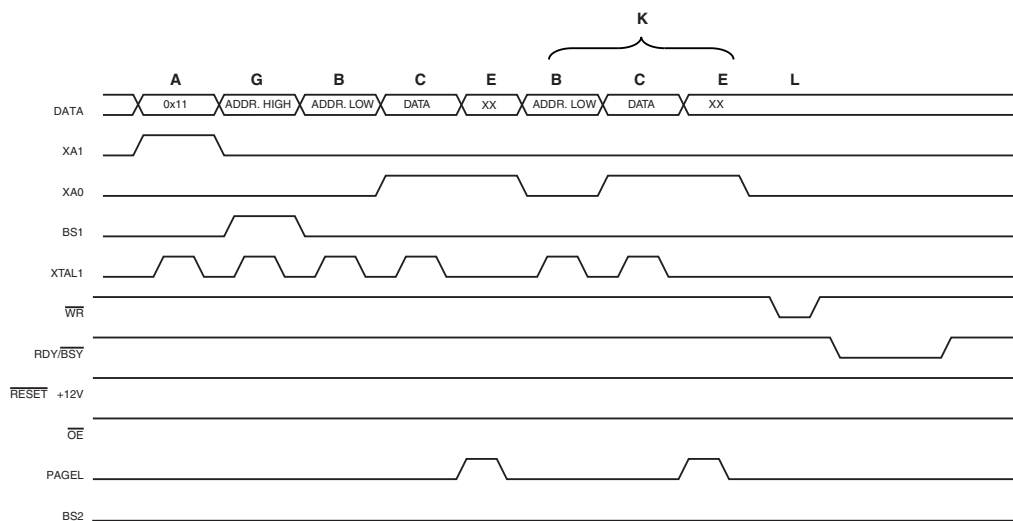 K
A G B C E B C E L
DATA 0x11 ADDR. HIGH ADDR. LOW DATA XX ADDR. LOW DATA XX
XA1
XA0
BS1
XTAL1
WR
RDY/BSY
RESET +12V
OE
PAGEL
BS2